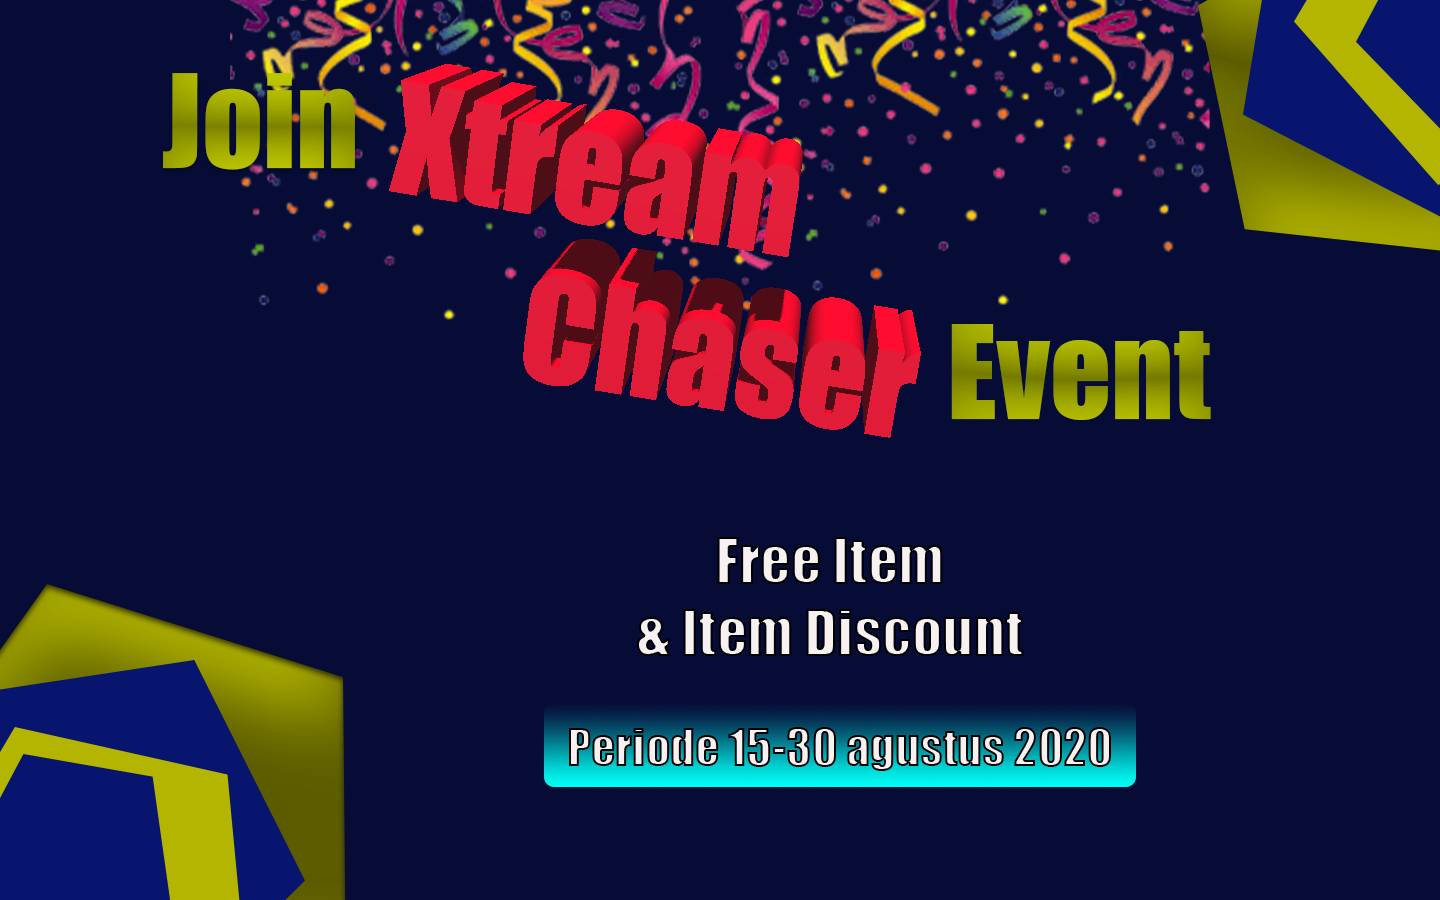 Join Xtream
Chaser Event
Free Item
& Item Discount
Periode 15-30 agustus 2020